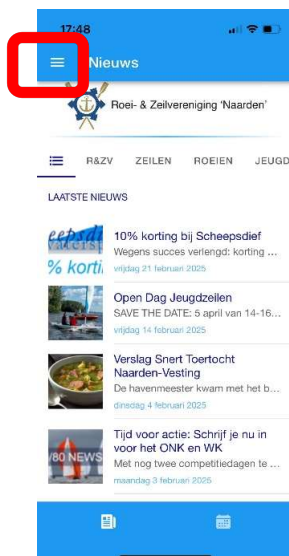 17:48
Nieuws
Roei- & Zeilvereniging 'Naarden'
R&ZV ZEILEN ROEIEN JEUGD
LAATSTE NIEUWS
10% korting bij Scheepsdief
Wegens succes verlengd: korting ...
vrijdag 21 februari 2025
% korti
Open Dag Jeugdzeilen
SAVE THE DATE: 5 april van 14-16...
vrijdag 14 februari 2025
Verslag Snert Toertocht
Naarden-Vesting
De havenmeester kwam met het b...
dinsdag 4 februari 2025
Tijd voor actie: Schrijf je nu in
voor het ONK en WK
Met nog twee competitiedagen te ...
maandag 3 februari 2025
/80 NEWS